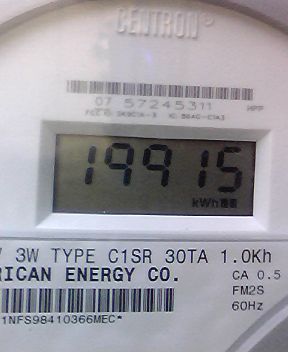 CENTRON®
07 57245311
HPP
19915
kWh
3W TYPE C1SR 30TA 1.0Kh
RICAN ENERGY CO.
CA 0.5
FM2S
60Hz
1NFS98410366MEC*